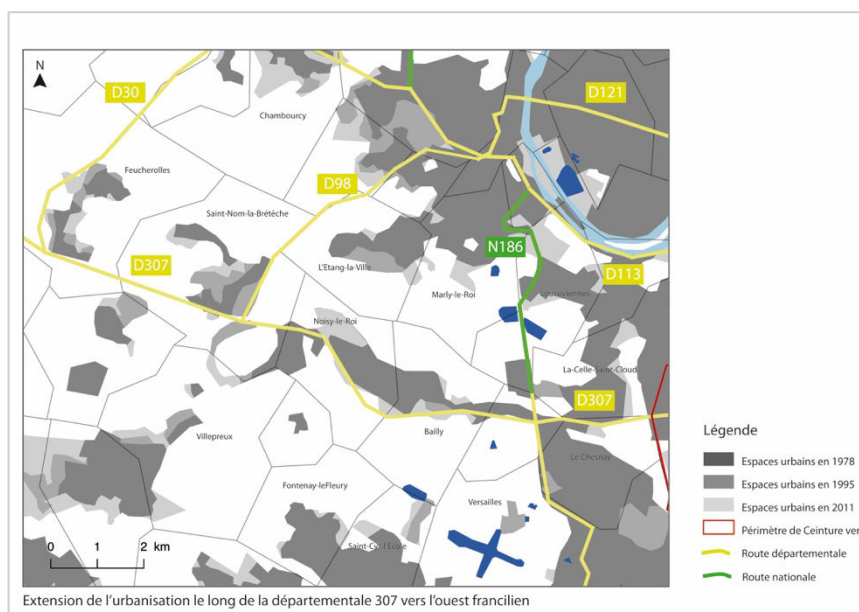 N
D30
D121
Chambourcy
Feucherolles
D98
Saint-Nom-la-Bretèche
N186
D307
L'Etang-la-Ville
D113
Marly-le-Roi
Louveciennes
Noisy-le-Roi
La-Celle-Saint-Cloud
D307
Villepreux
Bailly
Le Chesnay
Fontenay-leFleury
Versailles
Saint-Cyr-l'Ecole
0 1 2 km
Légende
Espaces urbains en 1978
Espaces urbains en 1995
Espaces urbains en 2011
Périmètre de Ceinture ver
Route départementale
Route nationale
Extension de l'urbanisation le long de la départementale 307 vers l'ouest francilien